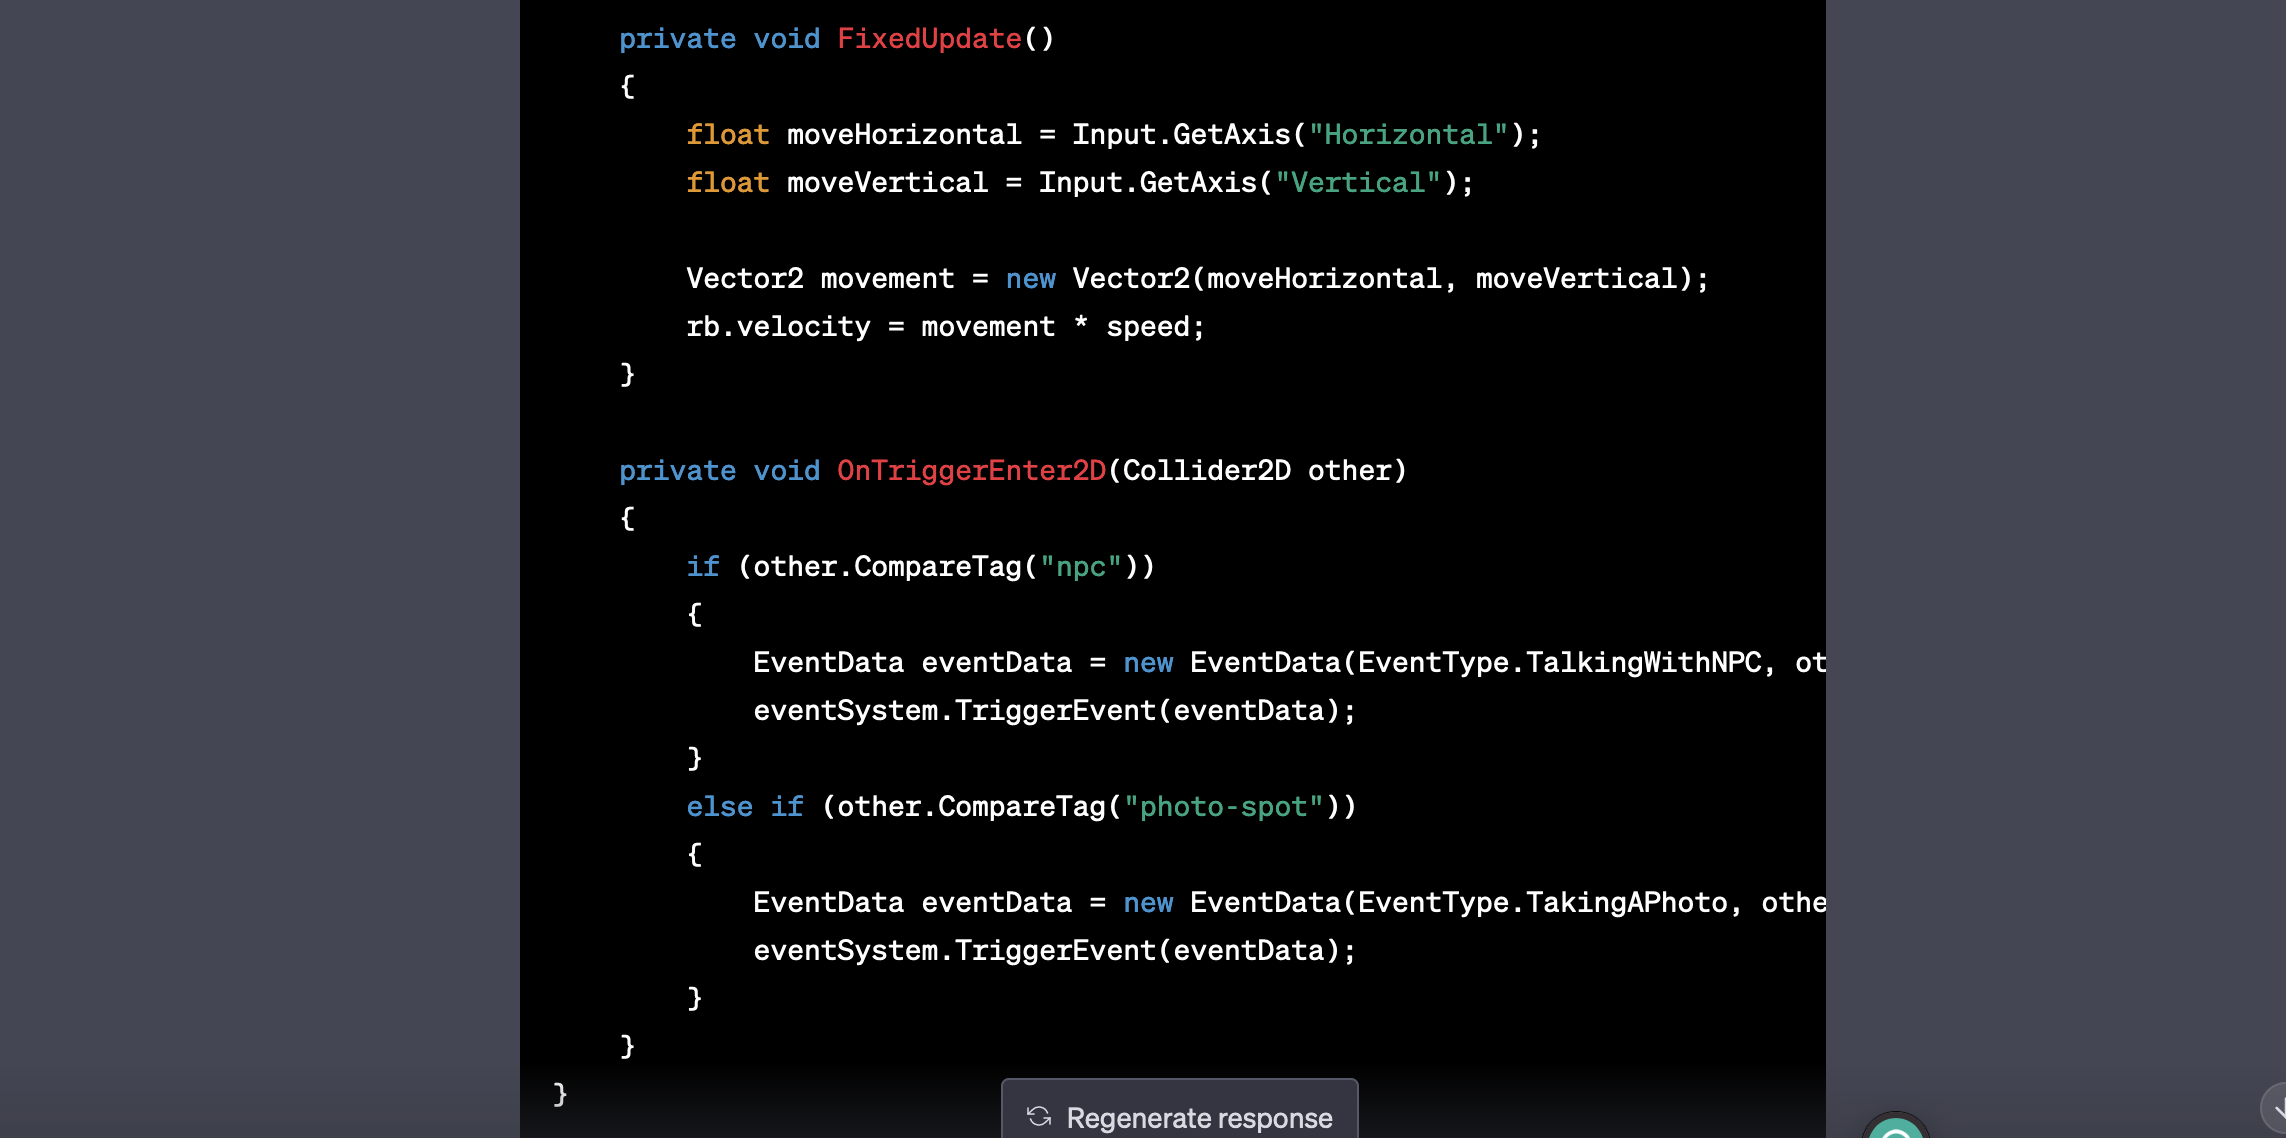 private void FixedUpdate()
{
float moveHorizontal = Input.GetAxis("Horizontal");
float moveVertical = Input.GetAxis("Vertical");
Vector2 movement = new Vector2(moveHorizontal, moveVertical);
rb.velocity = movement * speed;
}
private void OnTriggerEnter2D(Collider2D other)
{
if (other.CompareTag("npc"))
{
EventData eventData = new EventData(EventType.TalkingWithNPC, ot
eventSystem.TriggerEvent(eventData);
}
else if (other.CompareTag("photo-spot"))
{
EventData eventData = new EventData(EventType.TakingAPhoto, othe
eventSystem.TriggerEvent(eventData);
}
}
}
Regenerate response